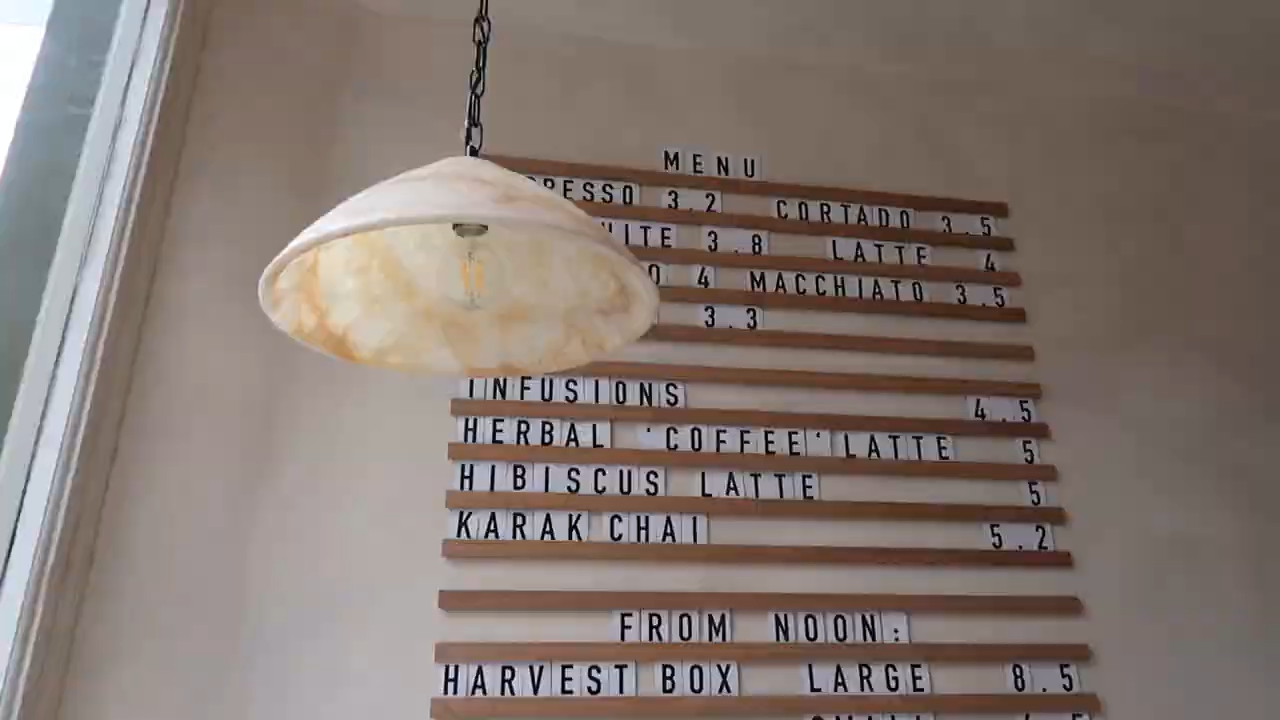 MENU
3.2 CORTADO 3.5
3.8 LATTE 4
4 MACCHIATO 3.5
3.3
INFUSIONS 4.5
HERBAL 'COFFEE' LATTE 5
HIBISCUS LATTE 5
KARAK CHAI 5.2
FROM NOON:
HARVEST BOX LARGE 8.5